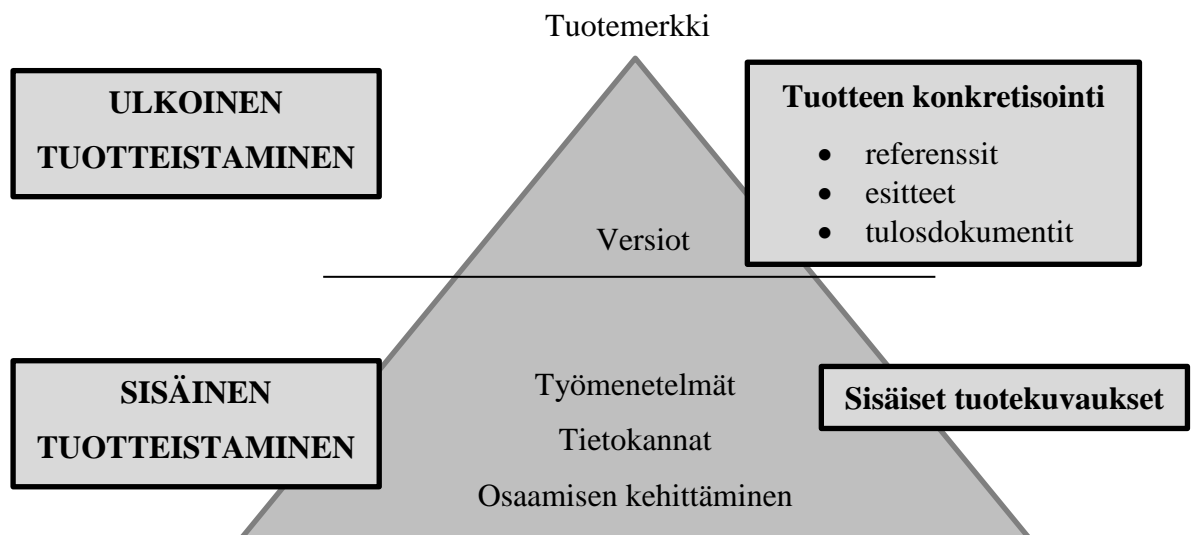 Tuotemerkki
ULKOINEN
TUOTTEISTAMINEN
Tuotteen konkretisointi
• referenssit
• esitteet
• tulosdokumentit
Versiot
SISÄINEN
TUOTTEISTAMINEN
Työmenetelmät
Tietokannat
Osaamisen kehittäminen
Sisäiset tuotekuvaukset